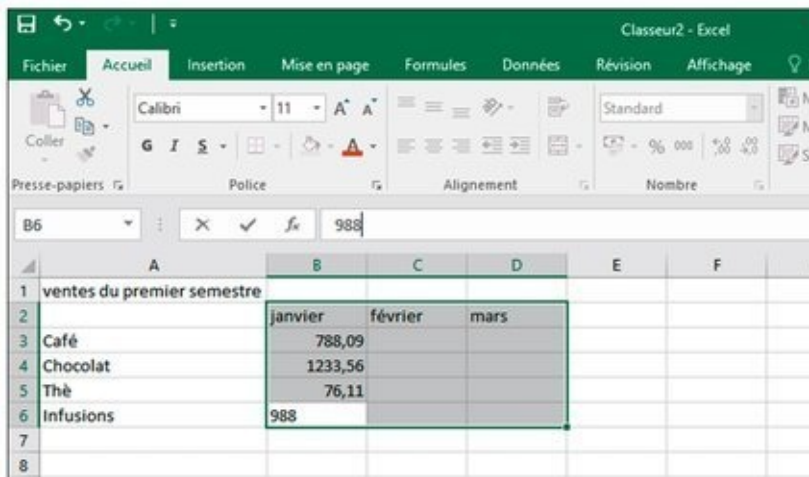 Classeur2 - Excel
Fichier Accueil Insertion Mise en page Formules Données Révision Affichage
Calibri 11 A A Standard
Coller
G I S A % 000
Presse-papiers Police Alignement Nombre
B6 fx 988
A B C D E F
1 ventes du premier semestre
2 janvier février mars
3 Café 788,09
4 Chocolat 1233,56
5 Thè 76,11
6 Infusions 988
7
8